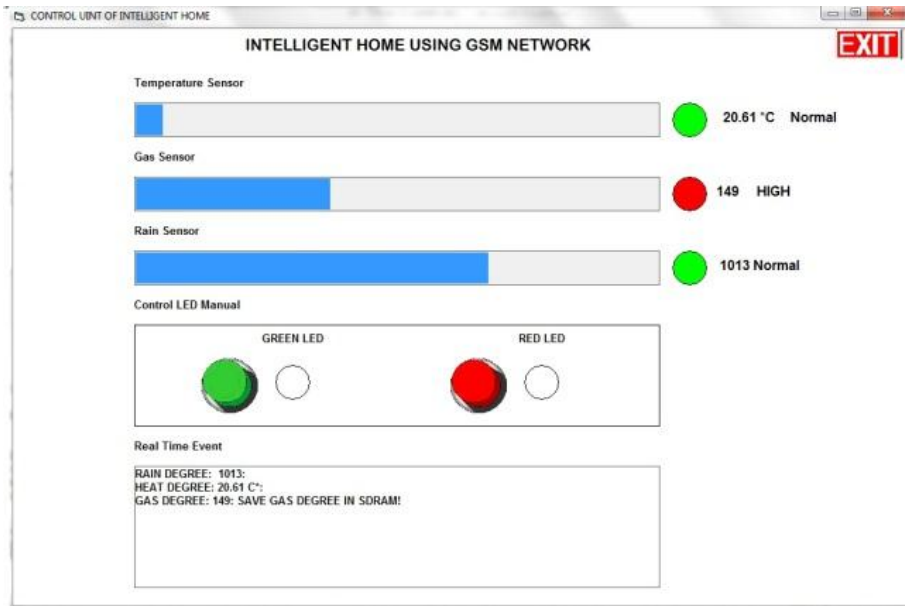 CONTROL UINT OF INTELLIGENT HOME
INTELLIGENT HOME USING GSM NETWORK
EXIT
Temperature Sensor
20.61 °C Normal
Gas Sensor
149 HIGH
Rain Sensor
1013 Normal
Control LED Manual
GREEN LED RED LED
Real Time Event
RAIN DEGREE: 1013:
HEAT DEGREE: 20.61 C°:
GAS DEGREE: 149: SAVE GAS DEGREE IN SDRAM!